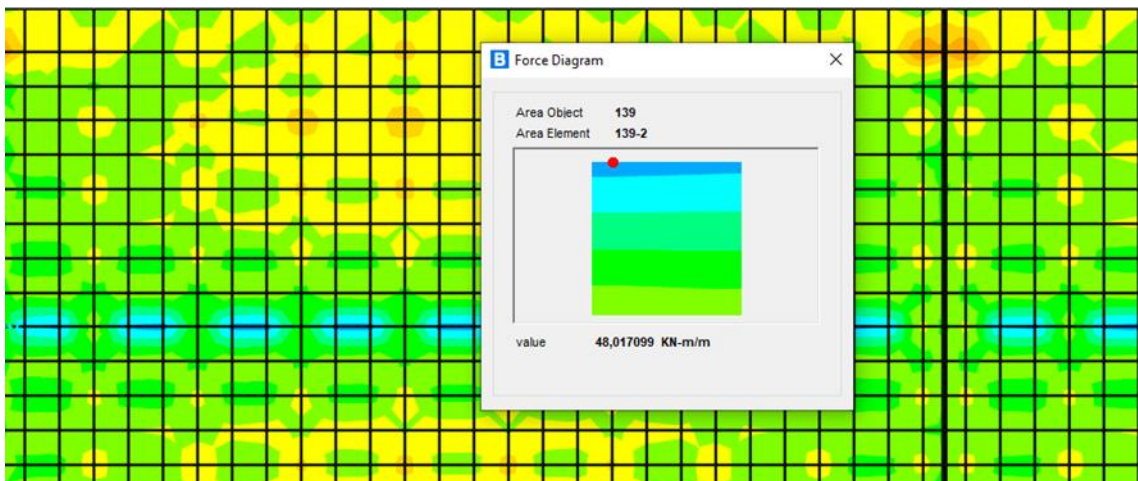 B Force Diagram
Area Object 139
Area Element 139-2
value 48,017099 KN-m/m